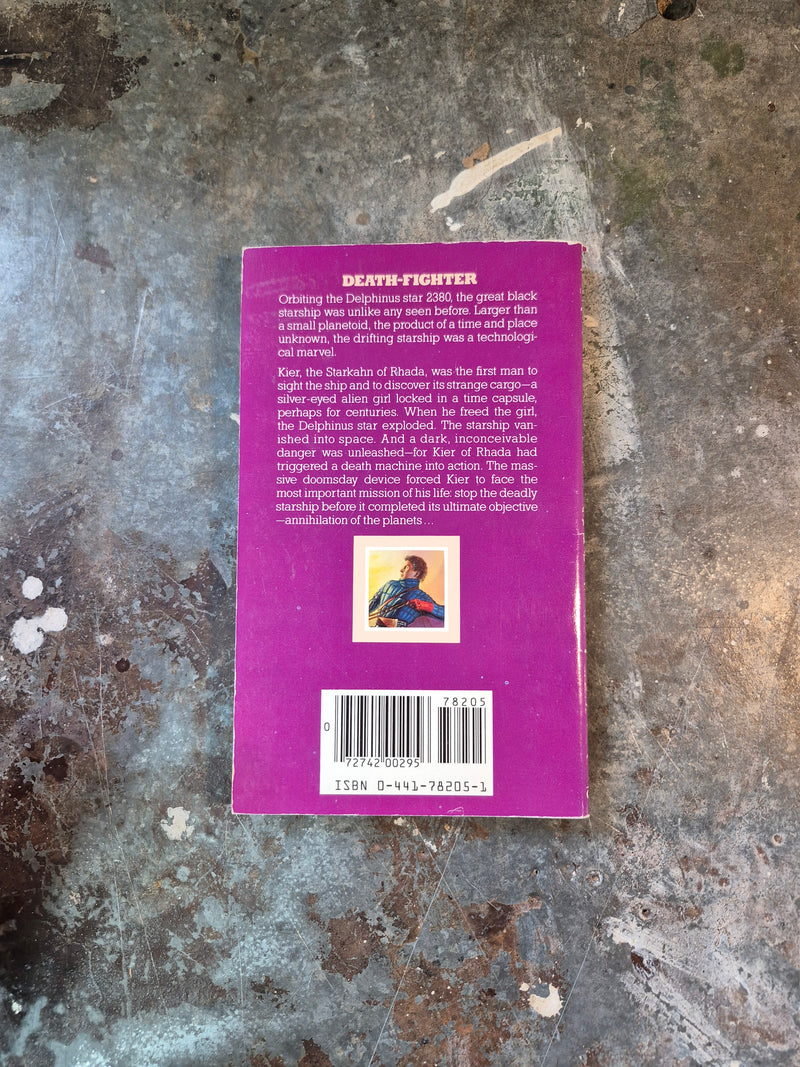 DEATH-FIGHTER
Orbiting the Delphinus star 2380, the great black
starship was unlike any seen before. Larger than
a small planetoid, the product of a time and place
unknown, the drifting starship was a technologi-
cal marvel.
Kier, the Starkahn of Rhada, was the first man to
sight the ship and to discover its strange cargo—a
silver-eyed alien girl locked in a time capsule,
perhaps for centuries. When he freed the girl,
the Delphinus star exploded. The starship van-
ished into space. And a dark, inconceivable
danger was unleashed—for Kier of Rhada had
triggered a death machine into action. The mas-
sive doomsday device forced Kier to face the
most important mission of his life: stop the deadly
starship before it completed its ultimate objective
—annihilation of the planets...
78205
0
72742 00295
ISBN 0-441-78205-1